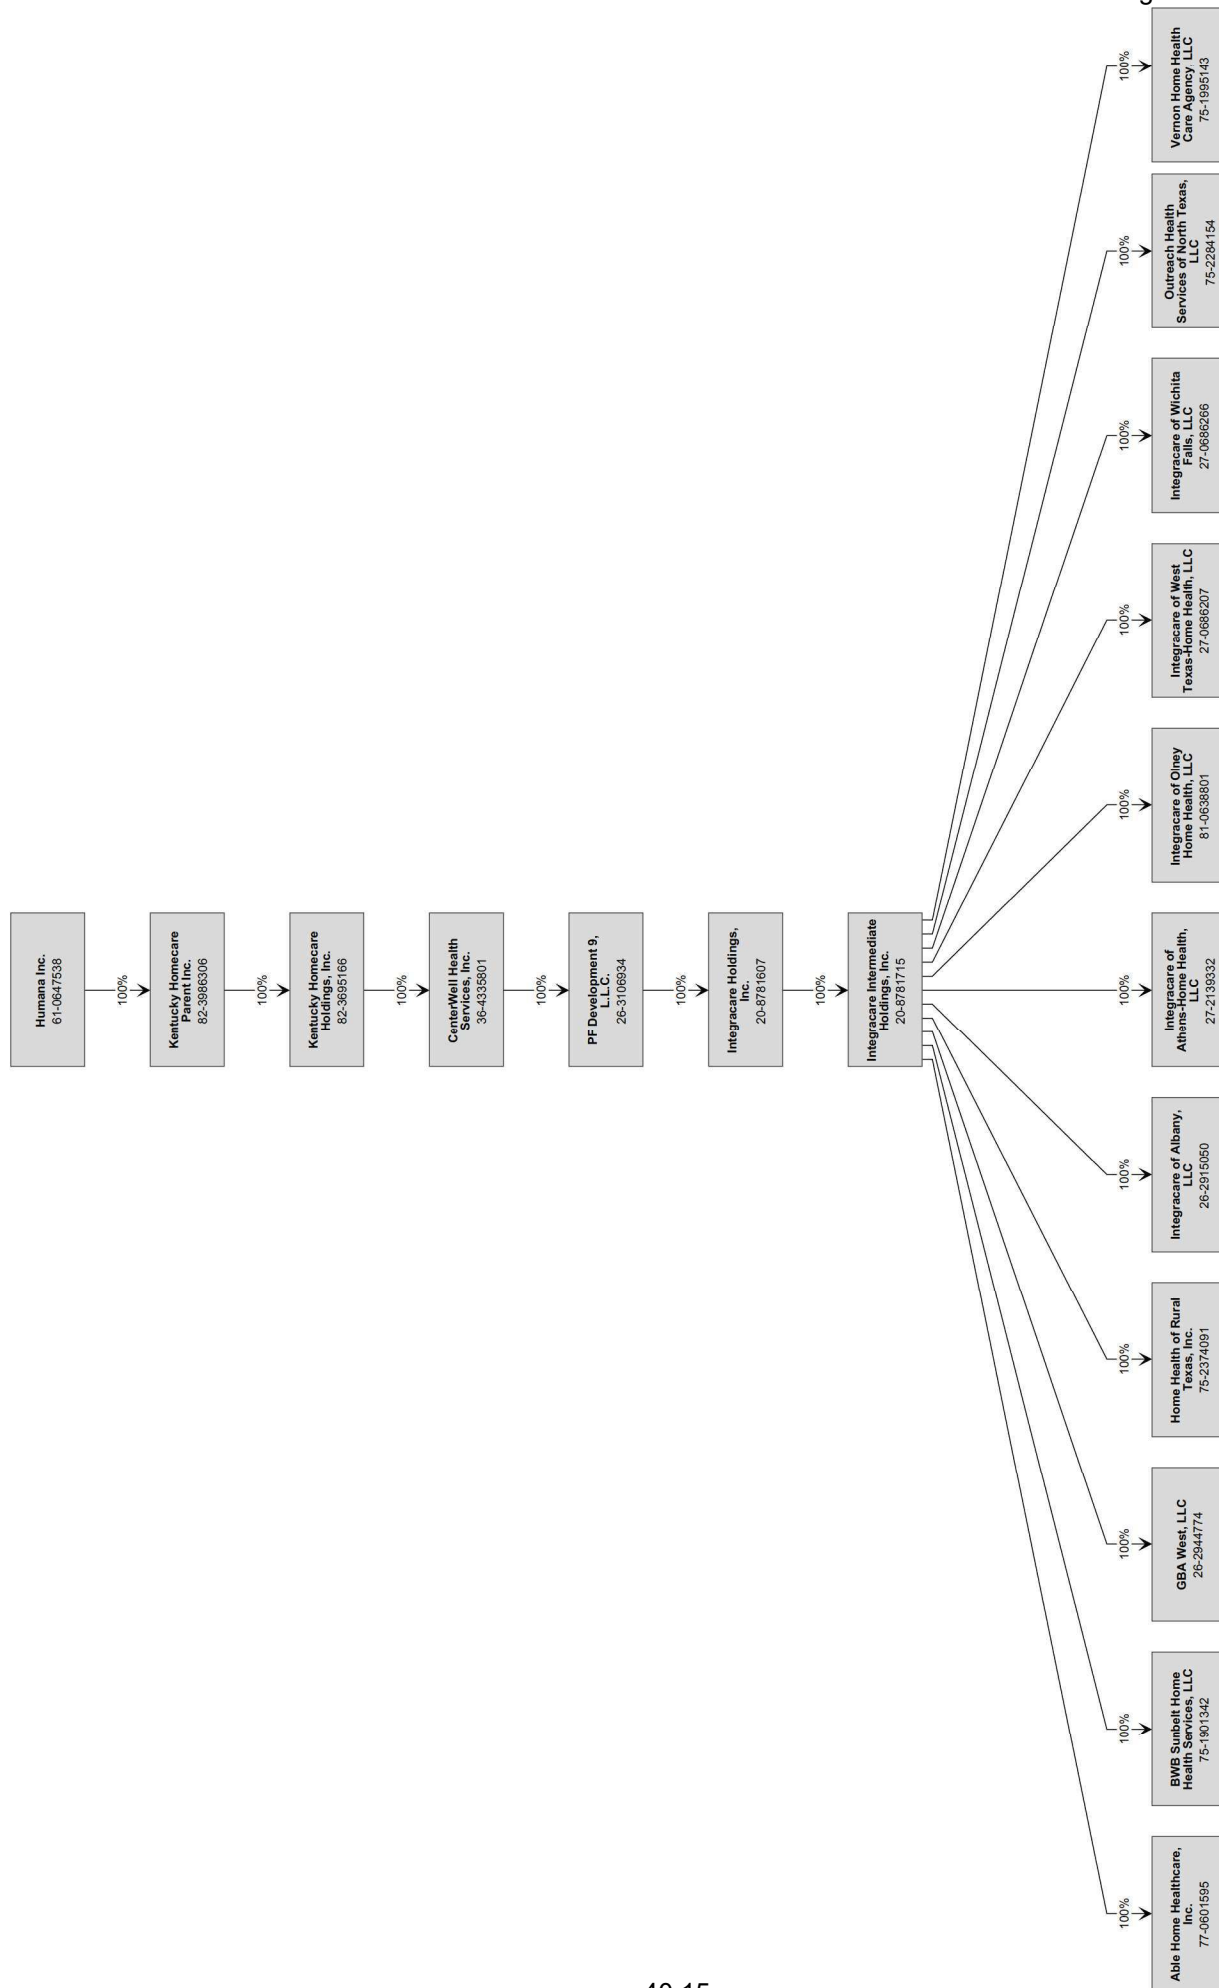 Humana Inc.
61-0647538
100%
Kentucky Homecare
Parent Inc.
82-3986306
100%
Kentucky Homecare
Holdings, Inc.
82-3695166
100%
CenterWell Health
Services, Inc.
36-4335801
100%
PF Development 9,
L.L.C.
26-3106934
100%
Integracare Holdings,
Inc.
20-8781607
100%
Integracare Intermediate
Holdings, Inc.
20-8781715
100%
Able Home Healthcare,
Inc.
77-0601595
100%
BWB Sunbelt Home
Health Services, LLC
75-1901342
100%
GBA West, LLC
26-2944774
100%
Home Health of Rural
Texas, Inc.
75-2374091
100%
Integracare of Albany,
LLC
26-2915050
100%
Integracare of
Athens-Home Health,
LLC
27-2139332
100%
Integracare of Olney
Home Health, LLC
81-0638801
100%
Integracare of West
Texas-Home Health, LLC
27-0686207
100%
Integracare of Wichita
Falls, LLC
27-0686266
100%
Outreach Health
Services of North Texas,
LLC
75-2284154
100%
Vernon Home Health
Care Agency, LLC
75-1995143